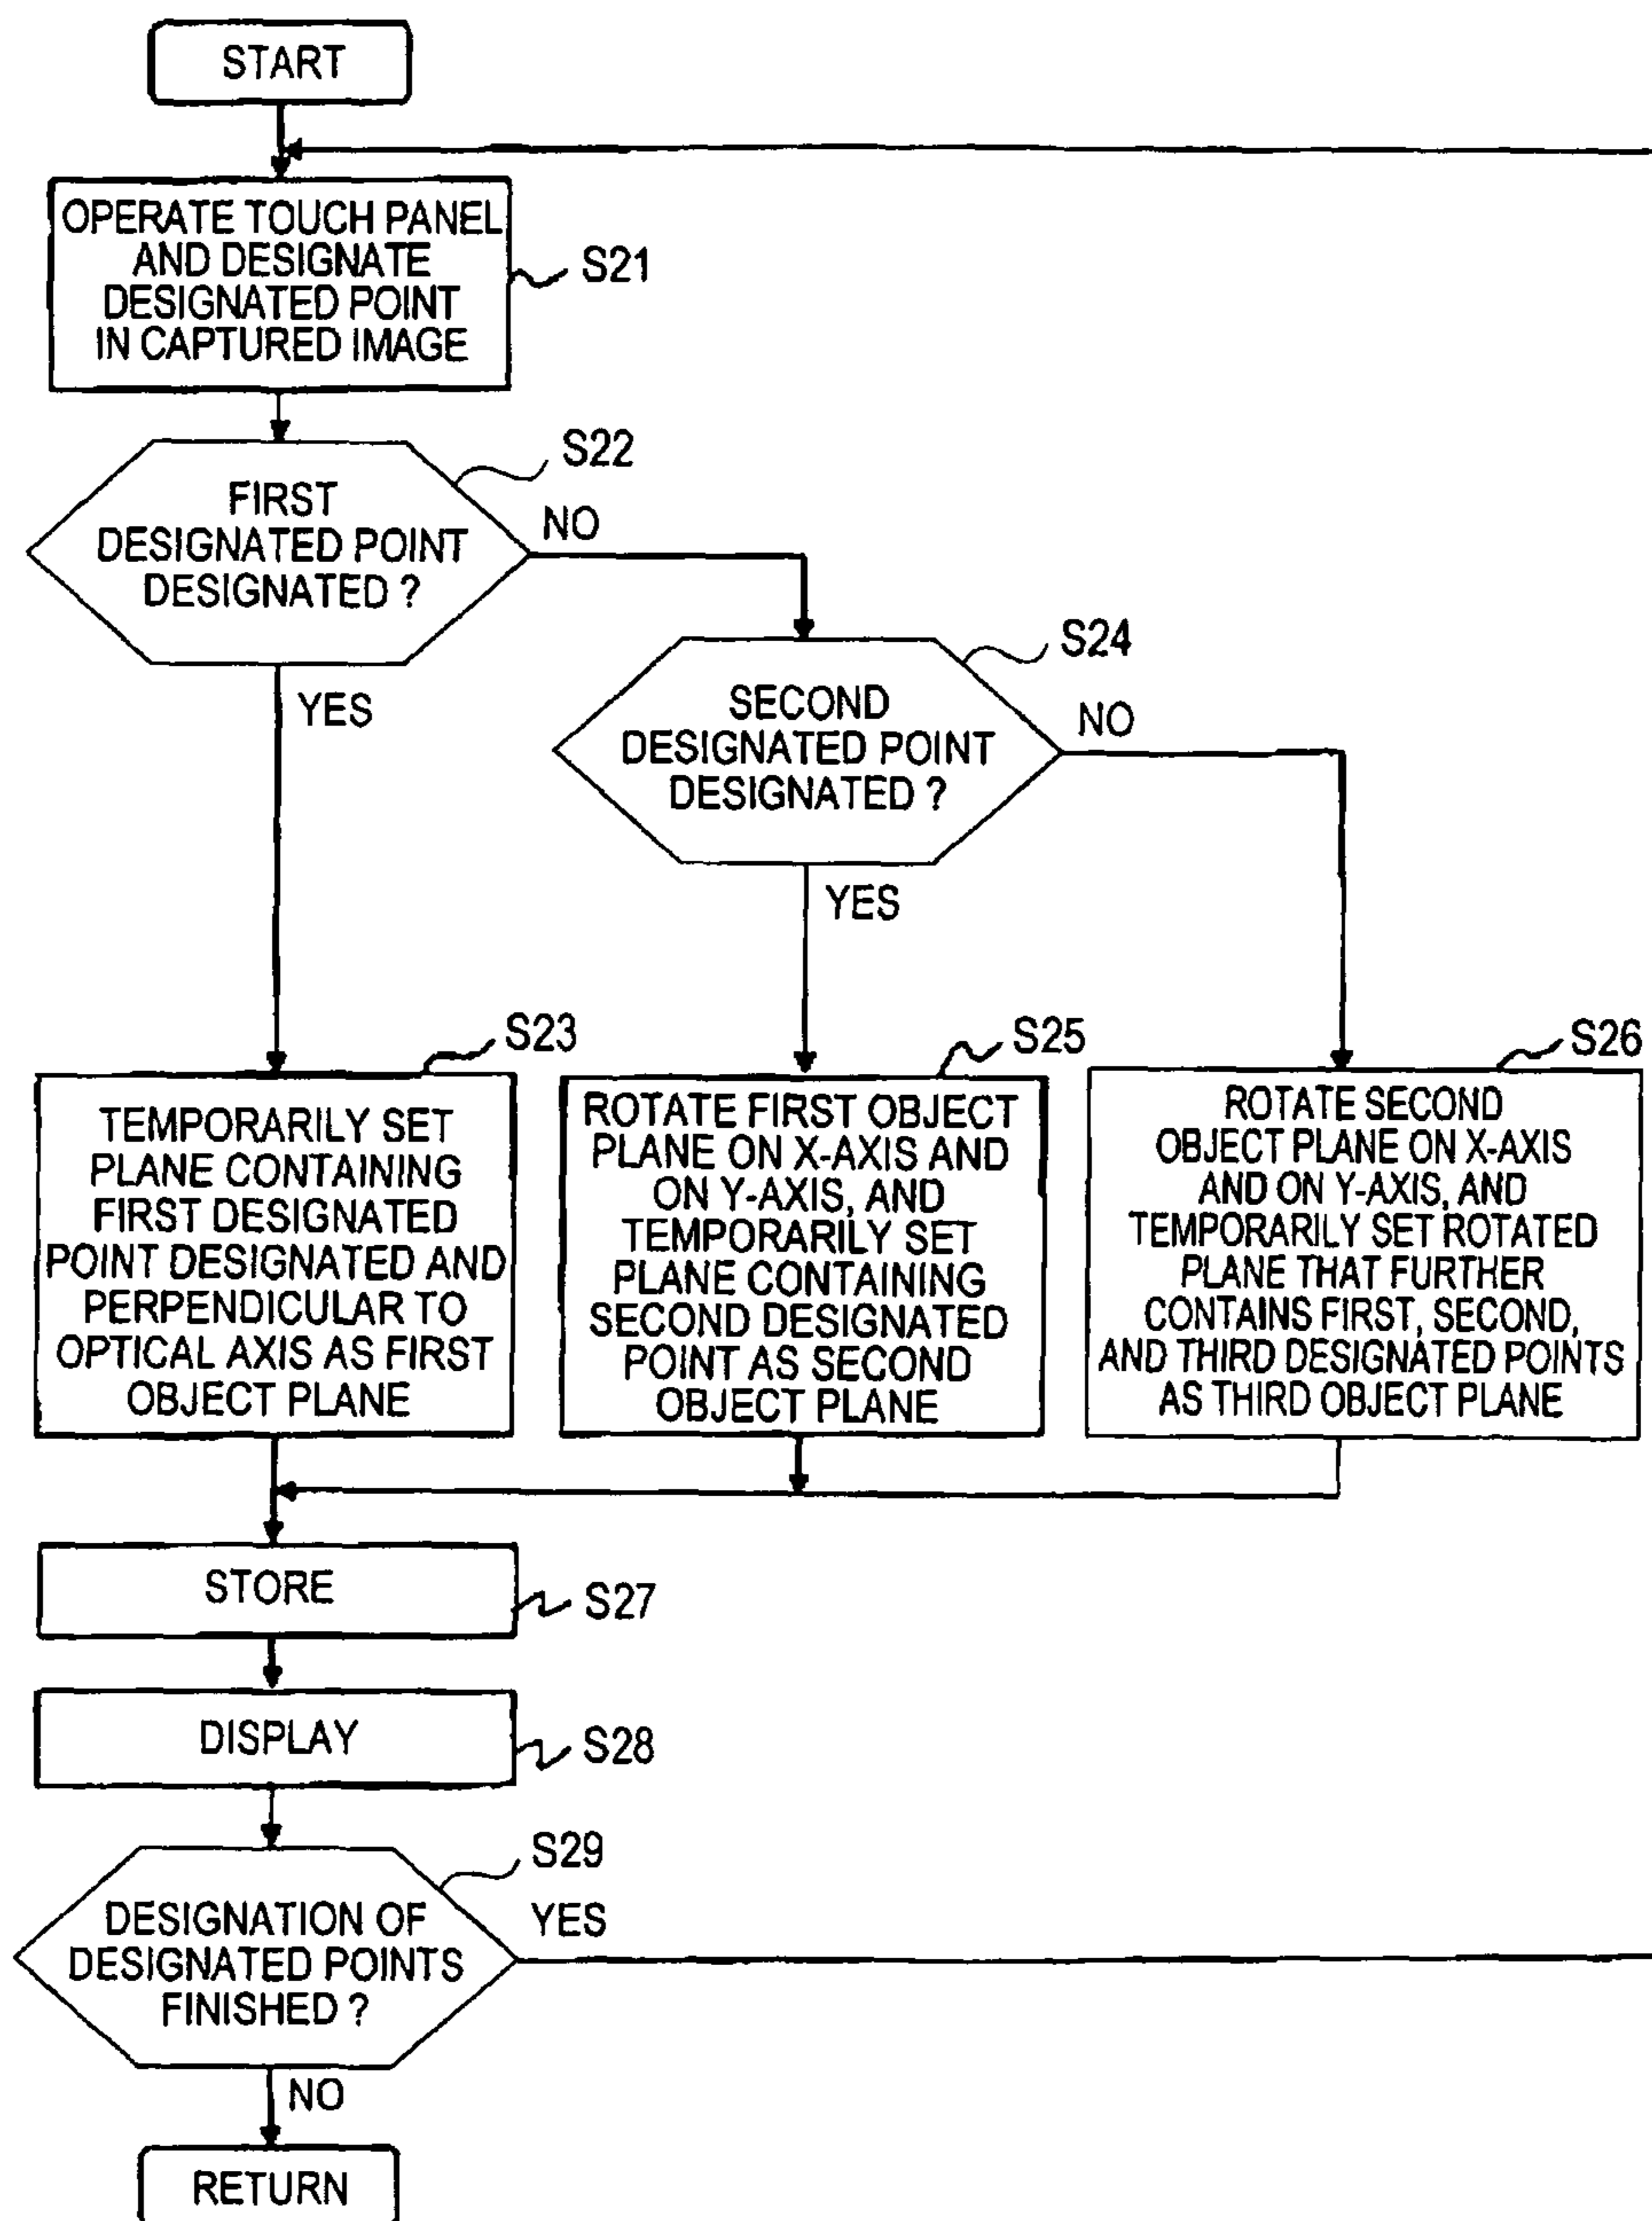 START
OPERATE TOUCH PANEL
AND DESIGNATE
DESIGNATED POINT
IN CAPTURED IMAGE
S21
S22
FIRST
DESIGNATED POINT
DESIGNATED ?
NO
YES
S24
SECOND
DESIGNATED POINT
DESIGNATED ?
NO
YES
S23
TEMPORARILY SET
PLANE CONTAINING
FIRST DESIGNATED
POINT DESIGNATED AND
PERPENDICULAR TO
OPTICAL AXIS AS FIRST
OBJECT PLANE
S25
ROTATE FIRST OBJECT
PLANE ON X-AXIS AND
ON Y-AXIS, AND
TEMPORARILY SET
PLANE CONTAINING
SECOND DESIGNATED
POINT AS SECOND
OBJECT PLANE
S26
ROTATE SECOND
OBJECT PLANE ON X-AXIS
AND ON Y-AXIS, AND
TEMPORARILY SET ROTATED
PLANE THAT FURTHER
CONTAINS FIRST, SECOND,
AND THIRD DESIGNATED POINTS
AS THIRD OBJECT PLANE
STORE
S27
DISPLAY
S28
S29
DESIGNATION OF
DESIGNATED POINTS
FINISHED ?
YES
NO
RETURN